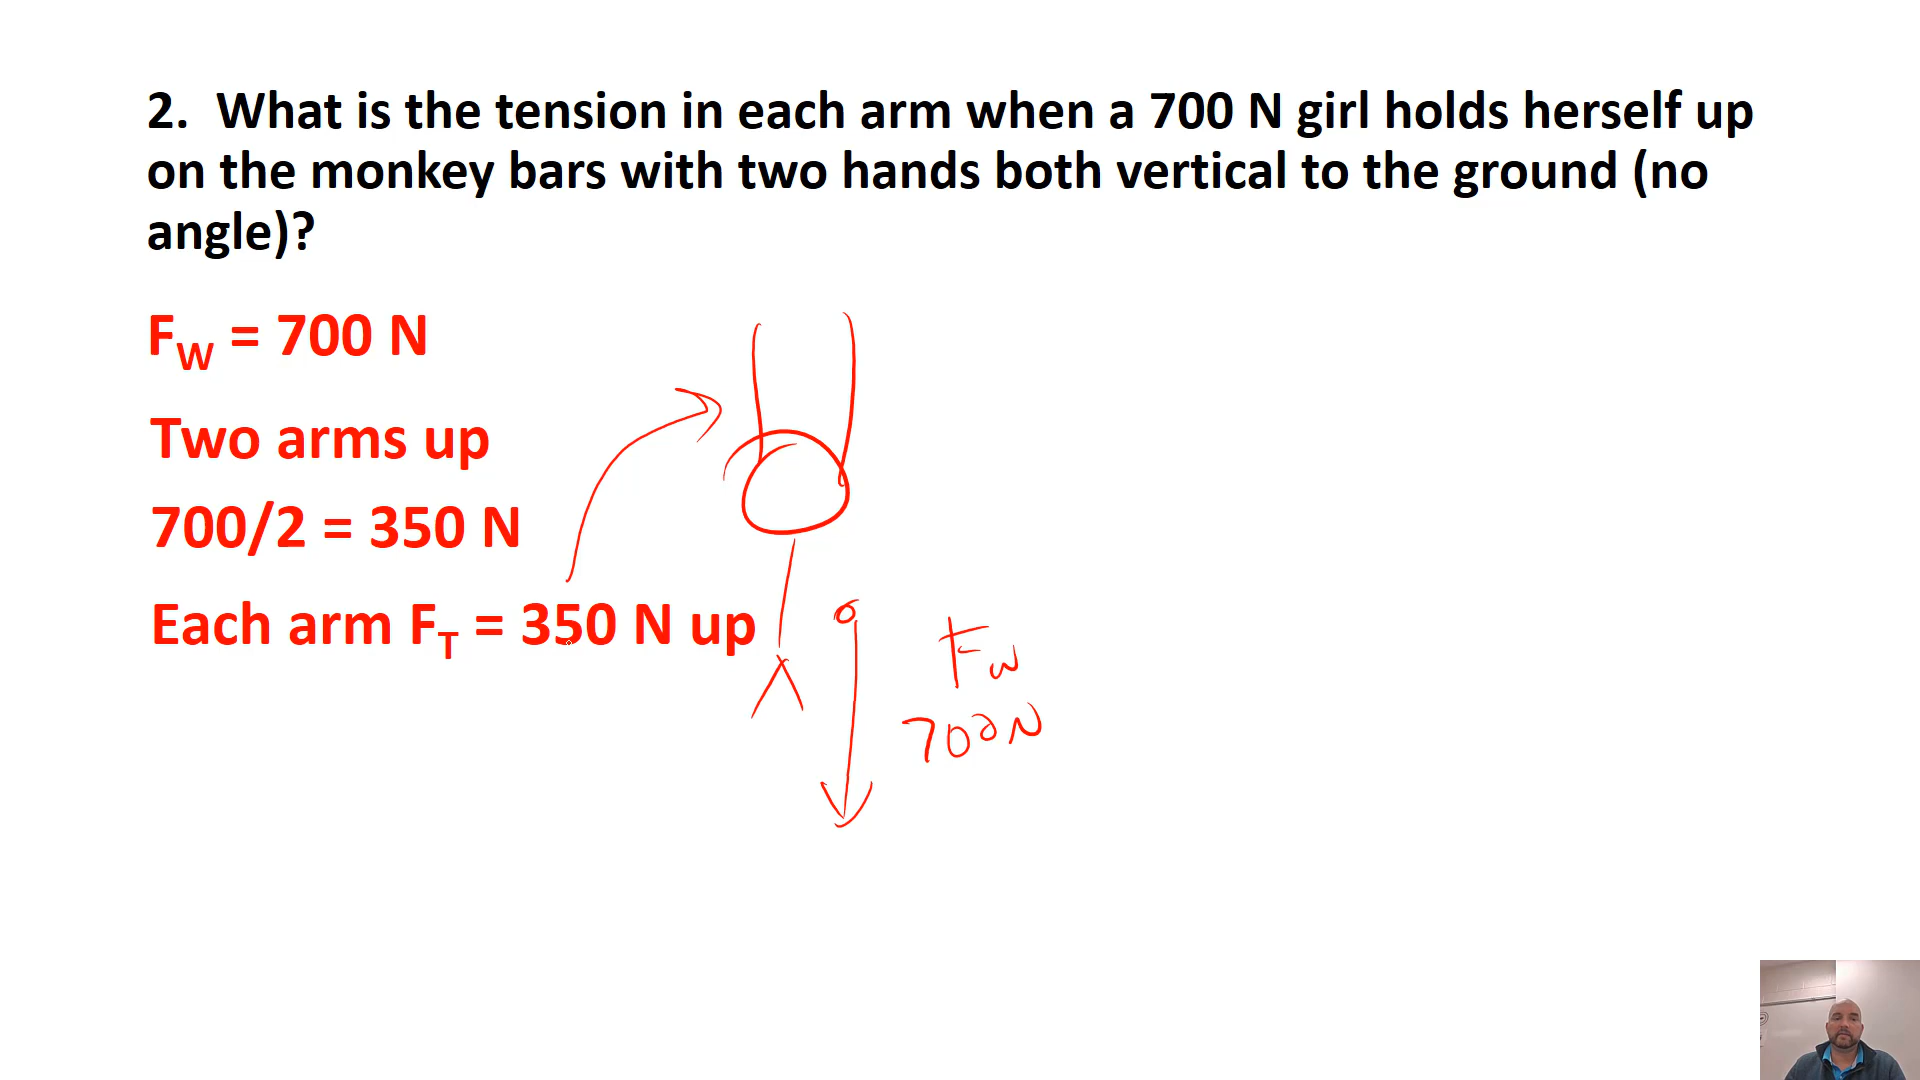 2. What is the tension in each arm when a 700 N girl holds herself up
on the monkey bars with two hands both vertical to the ground (no
angle)?
FW = 700 N
Two arms up
700/2 = 350 N
Each arm FT = 350 N up
Fw
700N